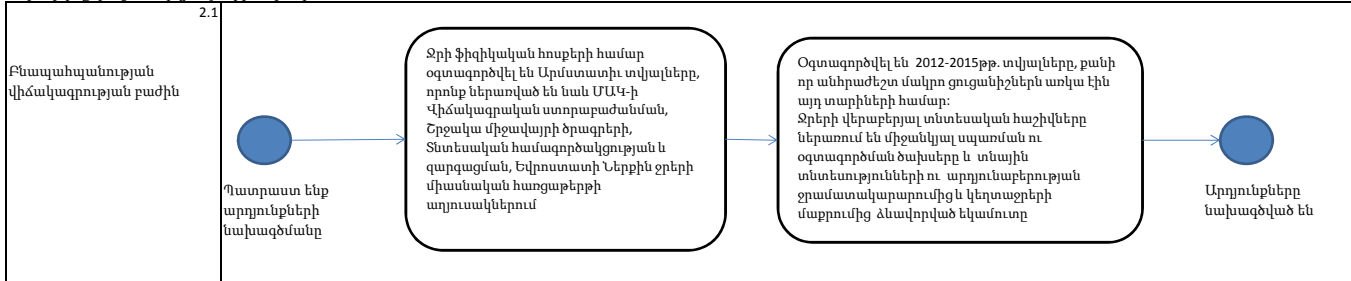 2.1
Բնապահպանության
վիճակագրության բաժին
Պատրաստ ենք
արդյունքների
նախագծմանը
Ջրի ֆիզիկական հոսքերի համար
օգտագործվել են Արմստատիւ տվյալները,
որոնք ներառված են նաև ՄԱԿ-ի
Վիճակագրական ստորաբաժանման,
Շրջակա միջավայրի ծրագրերի,
Տնտեսական համագործակցության և
զարգացման, Եվրոստատի Ներքին ջրերի
միասնական հարցաթերթի
աղյուսակներում
Օգտագործվել են 2012-2015թթ. տվյալները, քանի
որ անհրաժեշտ մակրո ցուցանիշներն առկա էին
այդ տարիների համար:
Ջրերի վերաբերյալ տնտեսական հաշիվները
ներառում են միջանկյալ սպառման ու
օգտագործման ծախսերը և տնային
տնտեսությունների ու արդյունաբերության
ջրամատակարարումից և կեղտաջրերի
մաքրումից ձևավորված եկամուտը
Արդյունքները
նախագծված են